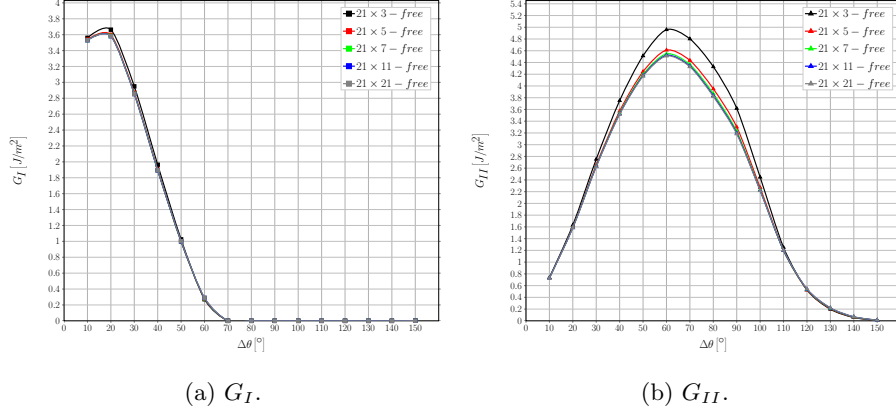 4
3.8
3.6
3.4
3.2
3
2.8
2.6
2.4
2.2
2
1.8
1.6
1.4
1.2
1
0.8
0.6
0.4
0.2
0
G_I [J/m²]
0 10 20 30 40 50 60 70 80 90 100 110 120 130 140 150
Δθ [°]
21 × 3 − free
21 × 5 − free
21 × 7 − free
21 × 11 − free
21 × 21 − free
(a) G_I.
5.4
5.2
5
4.8
4.6
4.4
4.2
4
3.8
3.6
3.4
3.2
3
2.8
2.6
2.4
2.2
2
1.8
1.6
1.4
1.2
1
0.8
0.6
0.4
0.2
0
G_{II} [J/m²]
0 10 20 30 40 50 60 70 80 90 100 110 120 130 140 150
Δθ [°]
21 × 3 − free
21 × 5 − free
21 × 7 − free
21 × 11 − free
21 × 21 − free
(b) G_{II}.